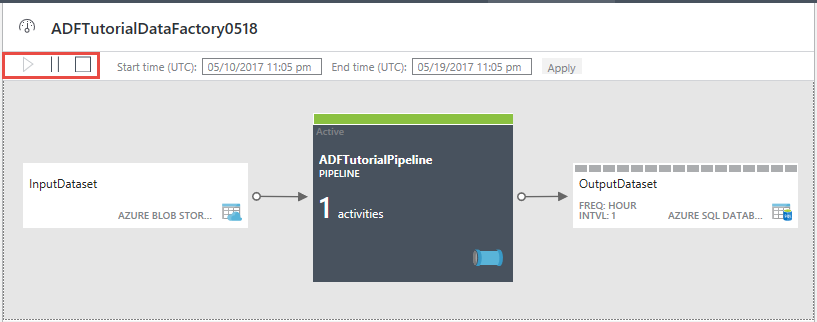 ADFTutorialDataFactory0518
Start time (UTC): 05/10/2017 11:05 pm End time (UTC): 05/19/2017 11:05 pm Apply
Active
ADFTutorialPipeline
PIPELINE
1 activities
InputDataset
AZURE BLOB STOR...
OutputDataset
FREQ: HOUR
INTVL: 1
AZURE SQL DATAB...